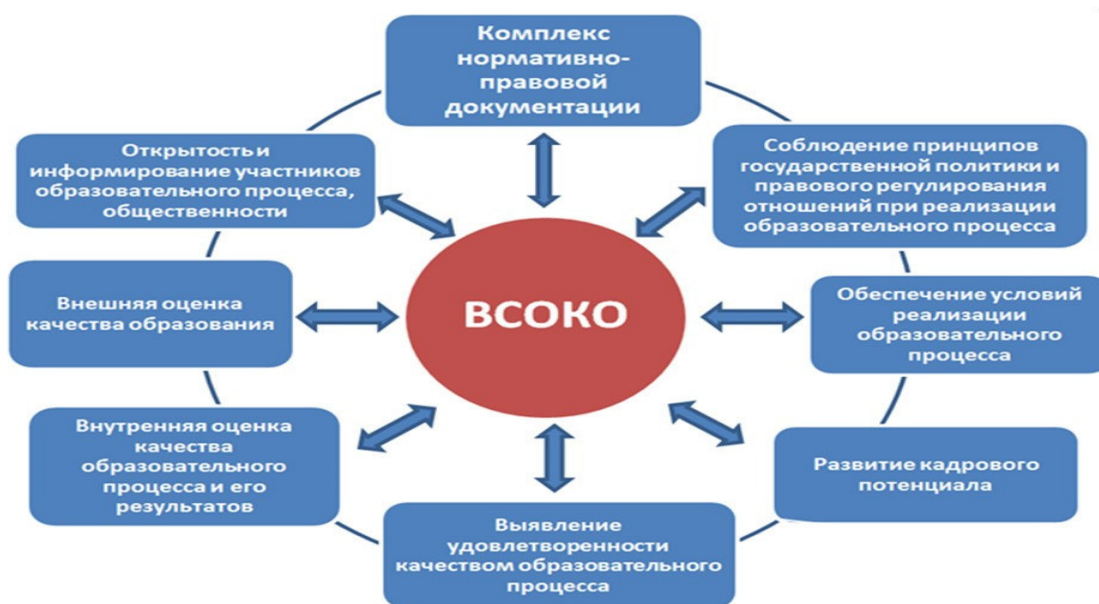 Комплекс
нормативно-
правовой
документации
Соблюдение принципов
государственной политики и
правового регулирования
отношений при реализации
образовательного процесса
Обеспечение условий
реализации
образовательного
процесса
Развитие кадрового
потенциала
Выявление
удовлетворенности
качеством образовательного
процесса
Внутренняя оценка
качества
образовательного
процесса и его
результатов
Внешняя оценка
качества образования
Открытость и
информирование участников
образовательного процесса,
общественности
ВСОКО